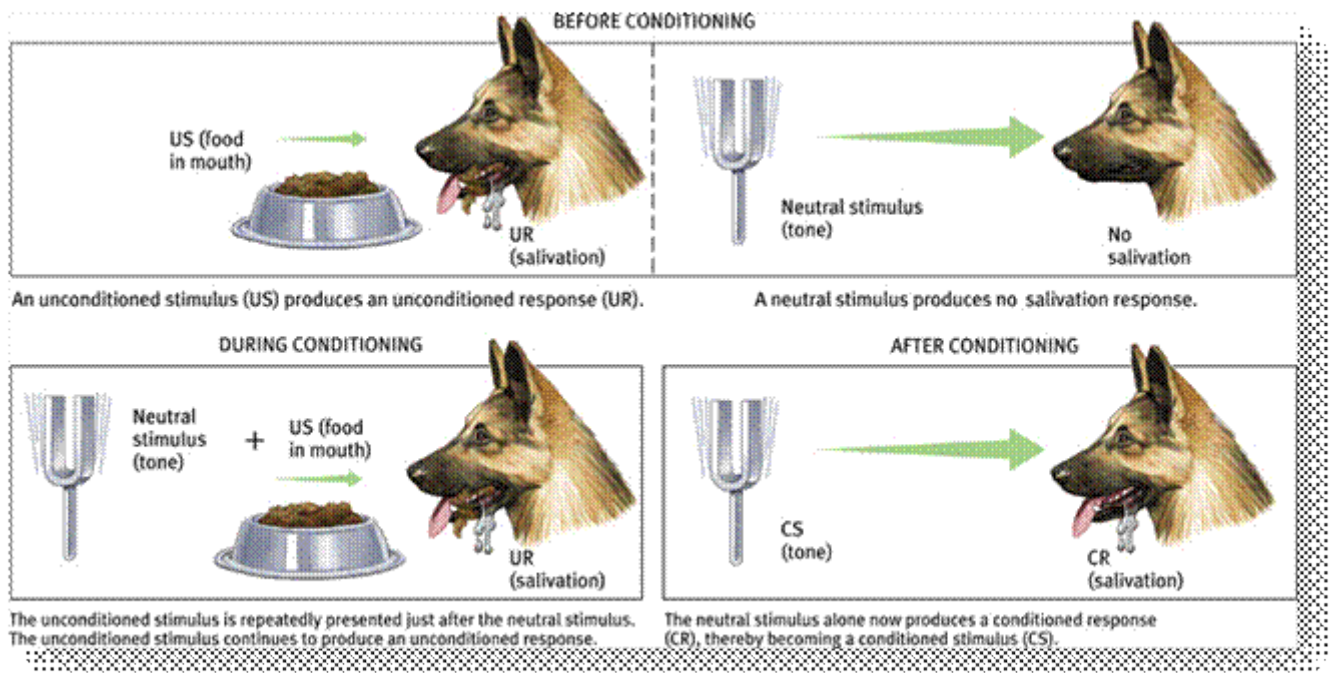 BEFORE CONDITIONING
US (food
in mouth)
UR
(salivation)
Neutral stimulus
(tone)
No
salivation
An unconditioned stimulus (US) produces an unconditioned response (UR).
A neutral stimulus produces no salivation response.
DURING CONDITIONING
Neutral
stimulus
(tone)
+
US (food
in mouth)
UR
(salivation)
The unconditioned stimulus is repeatedly presented just after the neutral stimulus.
The unconditioned stimulus continues to produce an unconditioned response.
AFTER CONDITIONING
CS
(tone)
CR
(salivation)
The neutral stimulus alone now produces a conditioned response
(CR), thereby becoming a conditioned stimulus (CS).